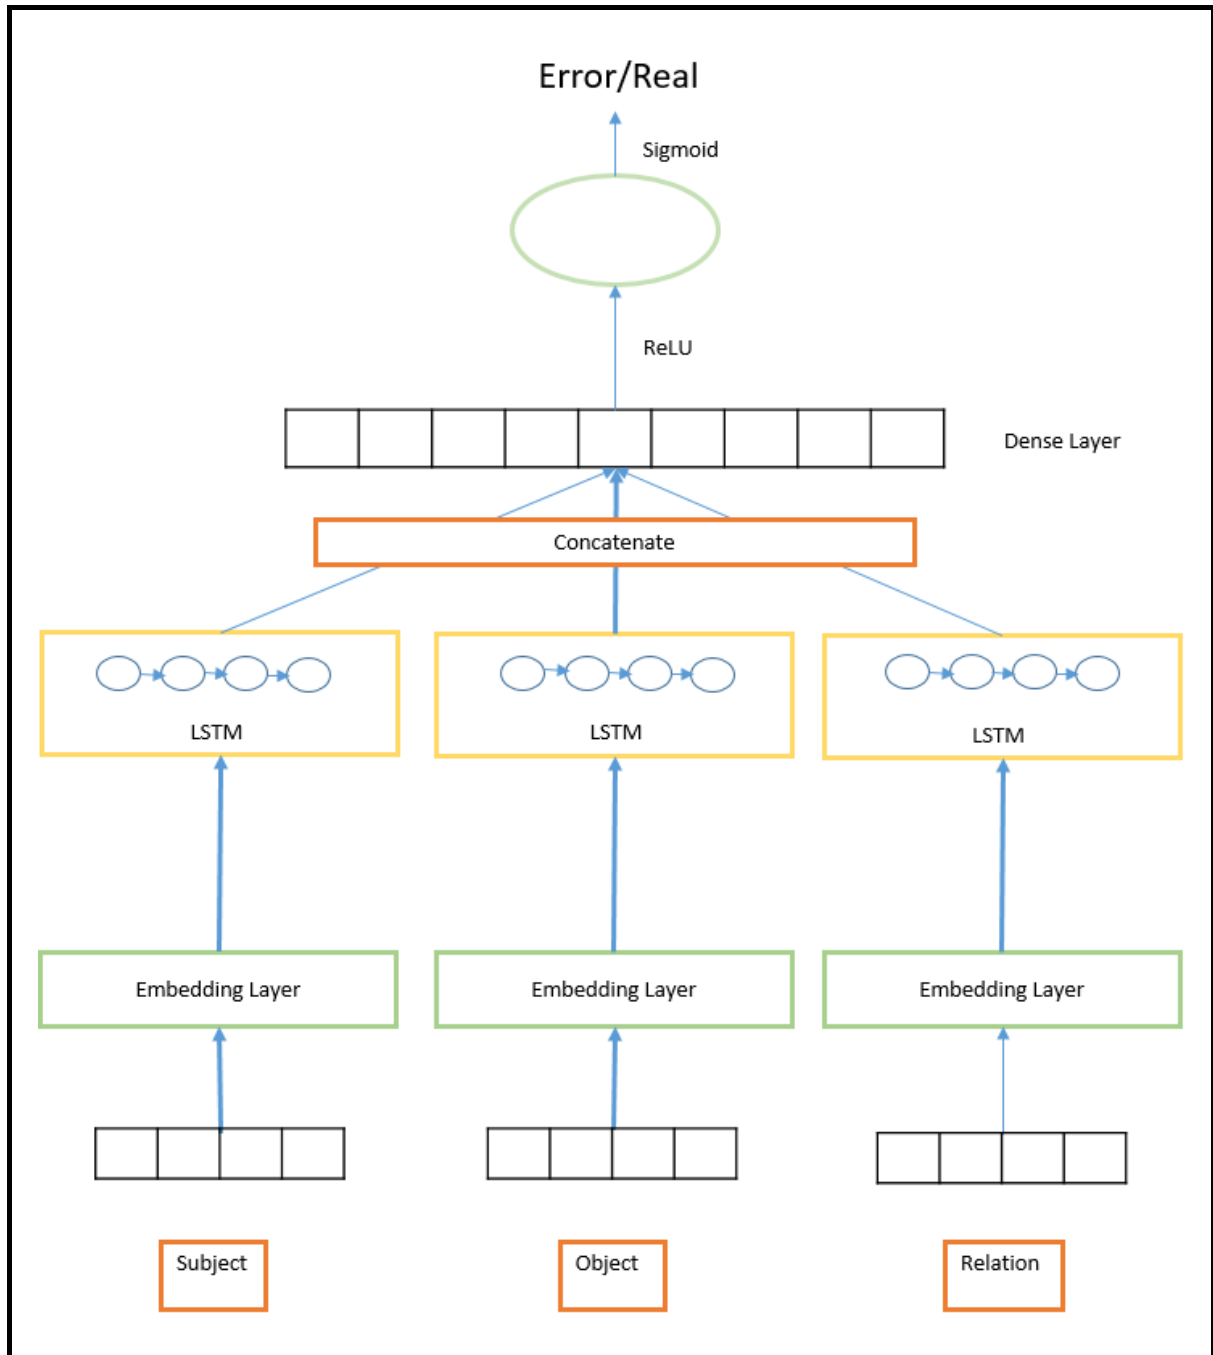 Error/Real
Sigmoid
ReLU
Dense Layer
Concatenate
LSTM
LSTM
LSTM
Embedding Layer
Embedding Layer
Embedding Layer
Subject
Object
Relation